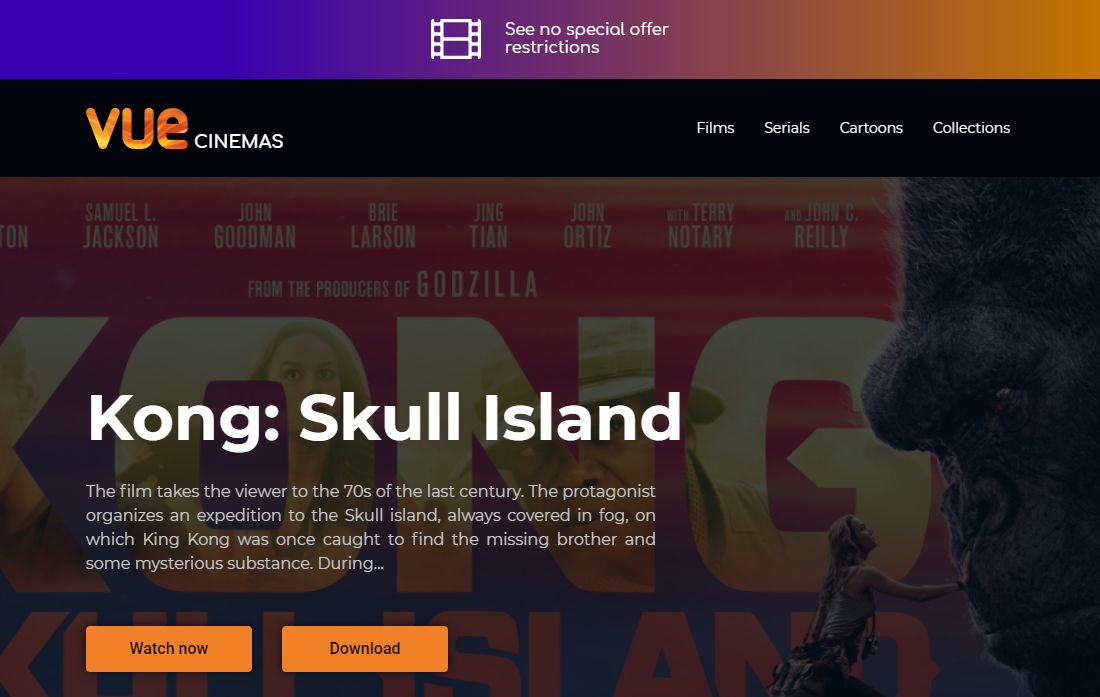 See no special offer
restrictions
vue CINEMAS
Films Serials Cartoons Collections
TON SAMUEL L. JACKSON JOHN GOODMAN BRIE LARSON JING TIAN JOHN ORTIZ WITH TERRY NOTARY AND JOHN C. REILLY
FROM THE PRODUCERS OF GODZILLA
KONG
Kong: Skull Island
The film takes the viewer to the 70s of the last century. The protagonist
organizes an expedition to the Skull island, always covered in fog, on
which King Kong was once caught to find the missing brother and
some mysterious substance. During...
SKULL ISLAND
Watch now Download